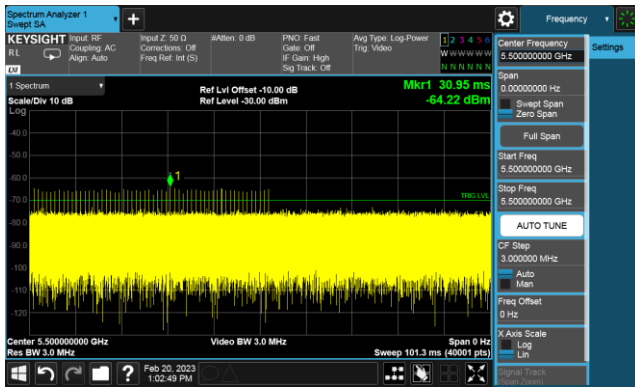 Spectrum Analyzer 1
Swept SA
Frequency
KEYSIGHT Input: RF
RL Coupling: AC
Align: Auto
LXI
Input Z: 50 Ω
Corrections: Off
Freq Ref: Int (S)
#Atten: 0 dB
PNO: Fast
Gate: Off
IF Gain: High
Sig Track: Off
Avg Type: Log-Power
Trig: Video
1 2 3 4 5 6
W W W W W W
N N N N N N
Center Frequency
5.500000000 GHz
Settings
Span
0.00000000 Hz
Swept Span
Zero Span
Full Span
Start Freq
5.500000000 GHz
Stop Freq
5.500000000 GHz
AUTO TUNE
CF Step
3.000000 MHz
Auto
Man
Freq Offset
0 Hz
X Axis Scale
Log
Lin
Signal Track
(Span Zoom)
1 Spectrum
Scale/Div 10 dB
Log
Ref Lvl Offset -10.00 dB
Ref Level -30.00 dBm
Mkr1 30.95 ms
-64.22 dBm
-40.0
-50.0
-60.0
-70.0
-80.0
-90.0
-100
-110
-120
1
TRIG LVL
Center 5.500000000 GHz
Res BW 3.0 MHz
Video BW 3.0 MHz
Span 0 Hz
Sweep 101.3 ms (40001 pts)
?
Feb 20, 2023
1:02:49 PM